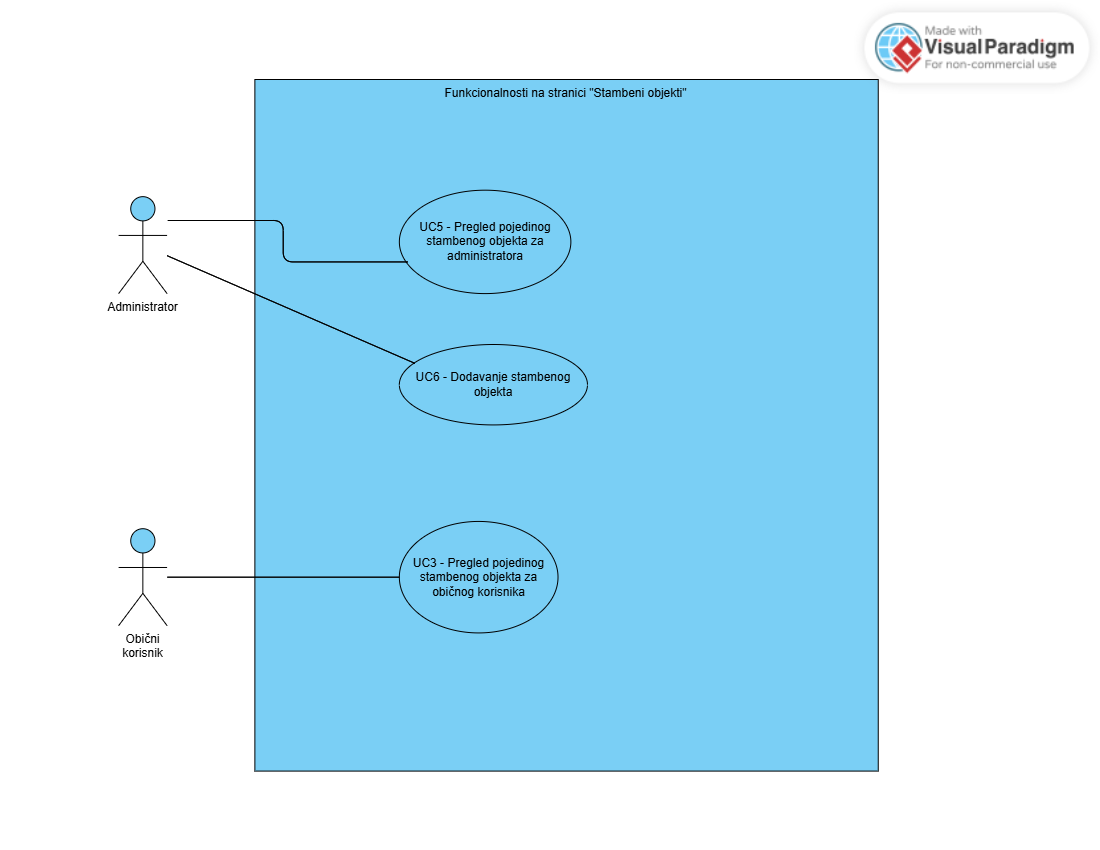 Made with
Visual Paradigm
For non-commercial use
Funkcionalnosti na stranici "Stambeni objekti"
UC5 - Pregled pojedinog
stambenog objekta za
administratora
Administrator
UC6 - Dodavanje stambenog
objekta
UC3 - Pregled pojedinog
stambenog objekta za
običnog korisnika
Obični
korisnik